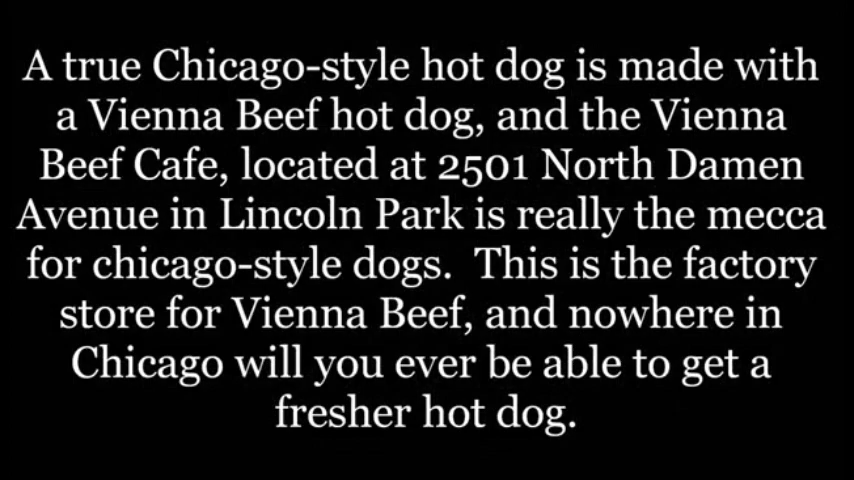 A true Chicago-style hot dog is made with
a Vienna Beef hot dog, and the Vienna
Beef Cafe, located at 2501 North Damen
Avenue in Lincoln Park is really the mecca
for chicago-style dogs.  This is the factory
store for Vienna Beef, and nowhere in
Chicago will you ever be able to get a
fresher hot dog.